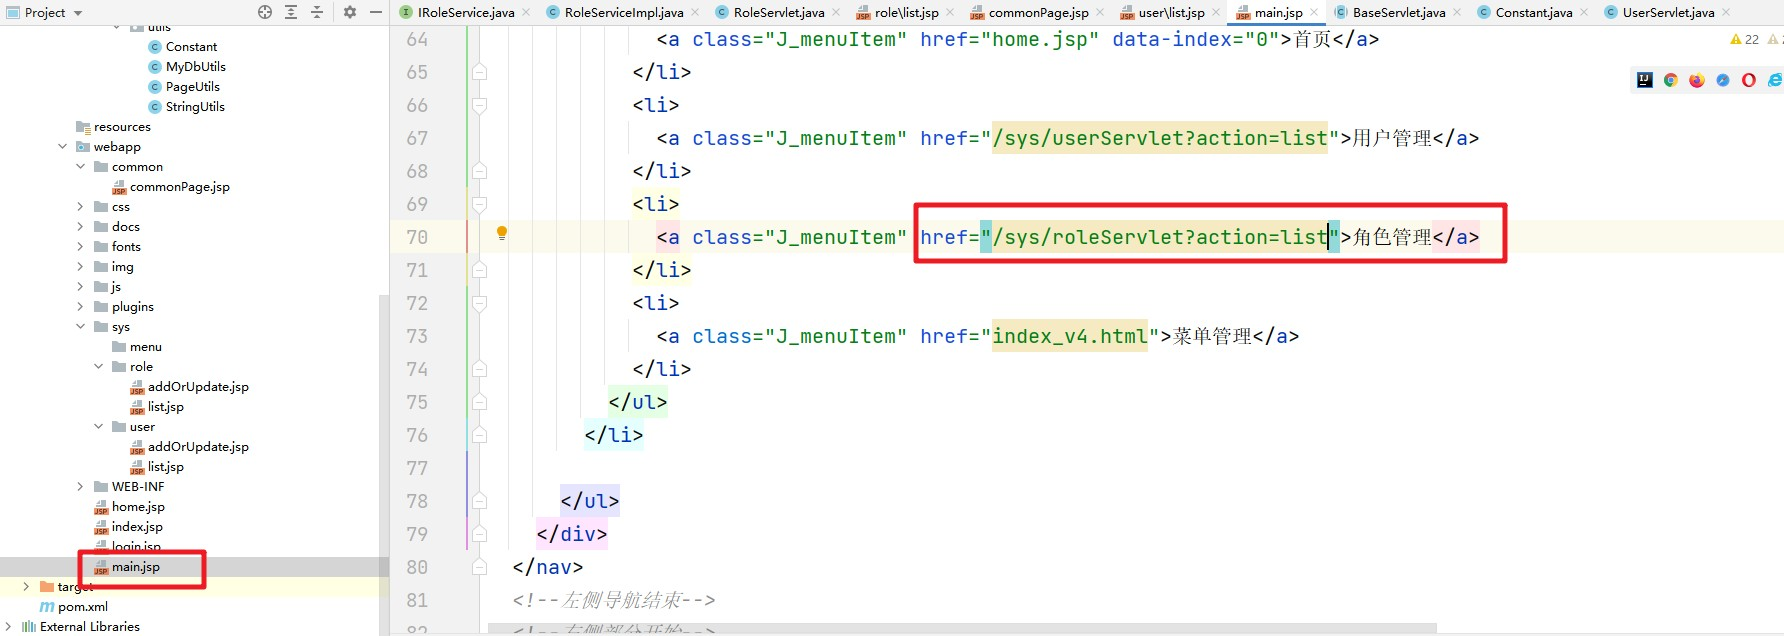 Project
IRoleService.java
RoleServiceImpl.java
RoleServlet.java
role\list.jsp
commonPage.jsp
user\list.jsp
main.jsp
BaseServlet.java
Constant.java
UserServlet.java
utils
Constant
MyDbUtils
PageUtils
StringUtils
resources
webapp
common
commonPage.jsp
css
docs
fonts
img
js
plugins
sys
menu
role
addOrUpdate.jsp
list.jsp
user
addOrUpdate.jsp
list.jsp
WEB-INF
home.jsp
index.jsp
login.jsp
main.jsp
target
pom.xml
External Libraries
64 <a class="J_menuItem" href="home.jsp" data-index="0">首页</a>
65 </li>
66 <li>
67 <a class="J_menuItem" href="/sys/userServlet?action=list">用户管理</a>
68 </li>
69 <li>
70 <a class="J_menuItem" href="/sys/roleServlet?action=list">角色管理</a>
71 </li>
72 <li>
73 <a class="J_menuItem" href="index_v4.html">菜单管理</a>
74 </li>
75 </ul>
76 </li>
77
78 </ul>
79 </div>
80 </nav>
81 <!--左侧导航结束-->
82 <!--右侧部分开始-->
22